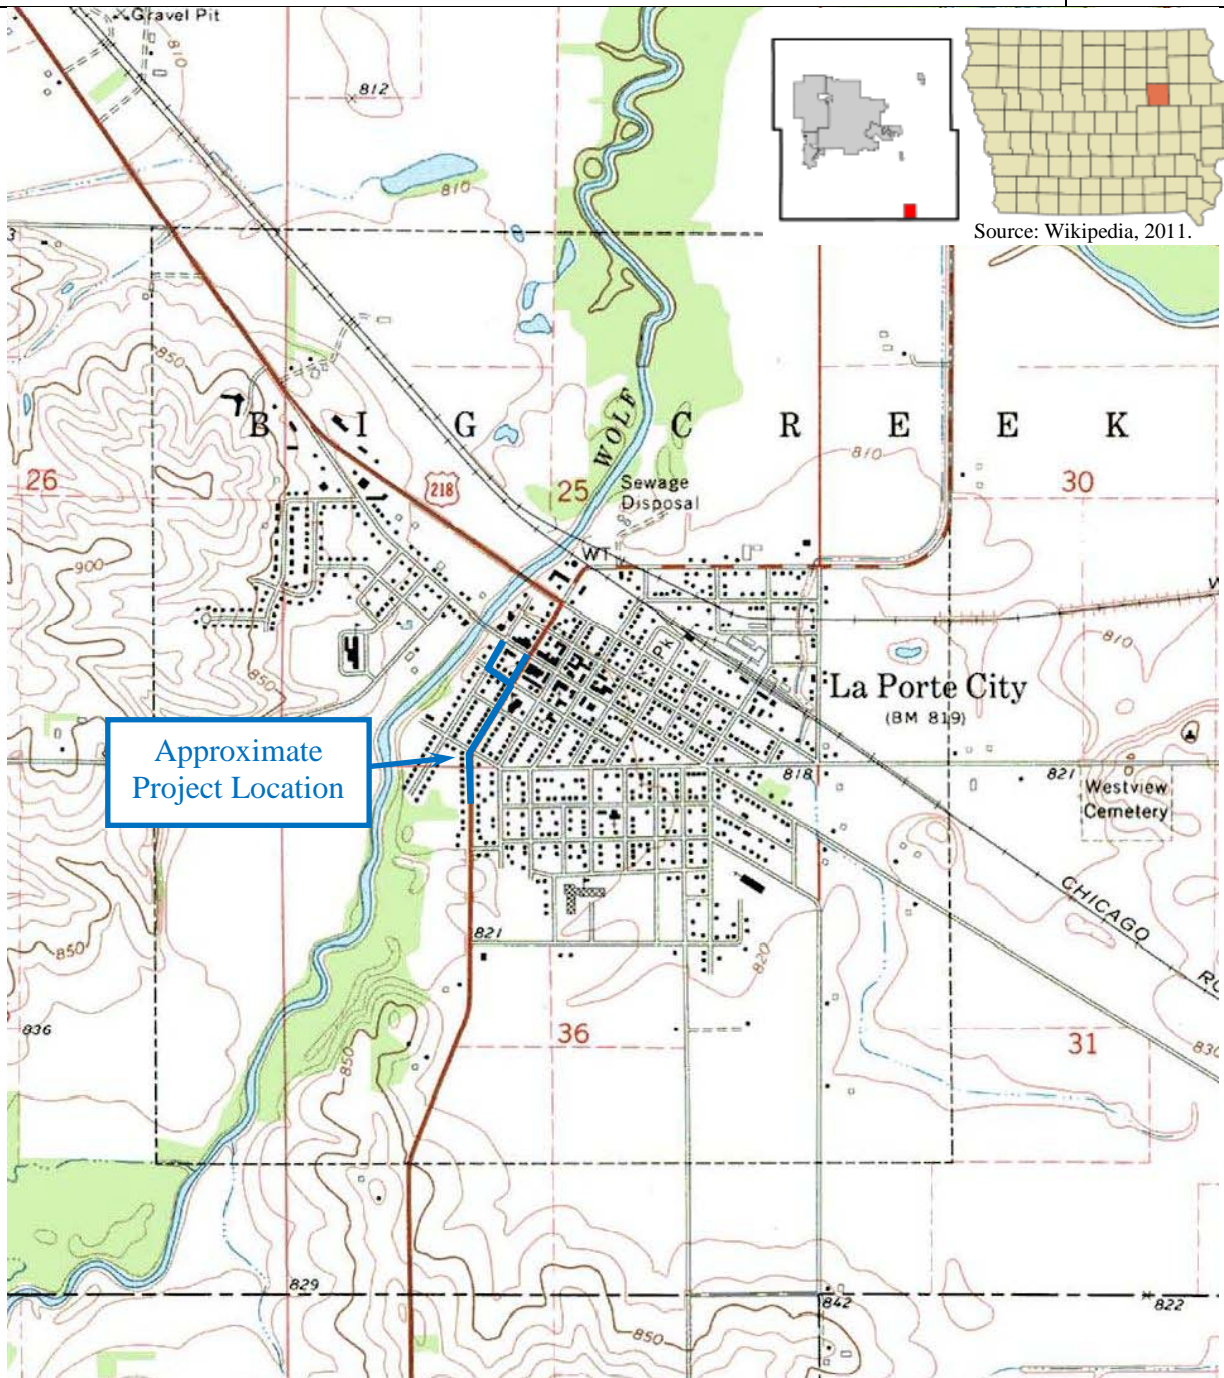 Gravel Pit
810
812
Source: Wikipedia, 2011.
810
3
850
WOLF
B I G C R E E K
810
26
218
25
Sewage
Disposal
30
WT
900
810
PK
850
La Porte City
(BM 819)
Approximate
Project Location
818
821
Westview
Cemetery
CHICAGO
821
850
820
836
36
31
830
850
829
842
822
850